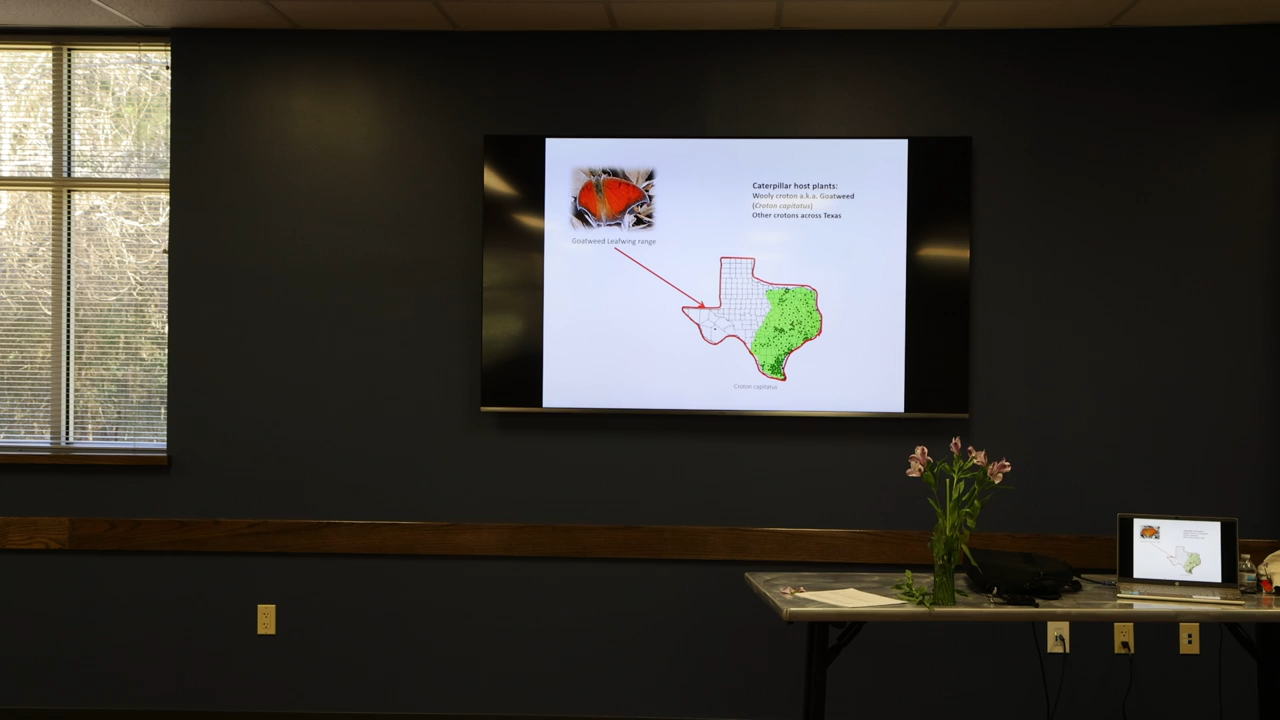 Caterpillar host plants:
Wooly croton a.k.a. Goatweed
(Croton capitatus)
Other crotons across Texas
Goatweed Leafwing range
Croton capitatus